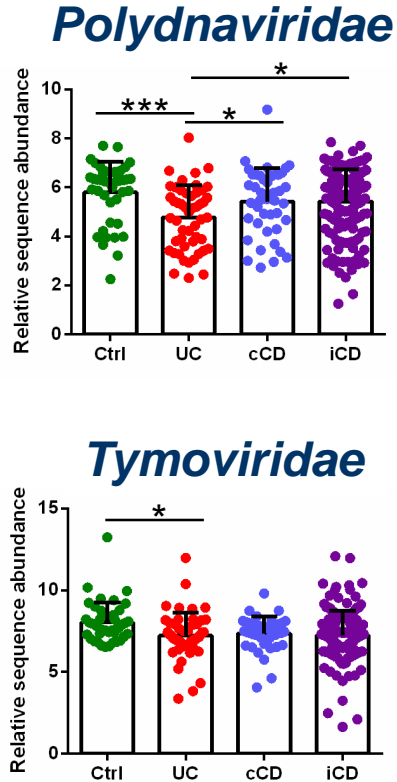 Polydnaviridae
Relative sequence abundance
10
8
6
4
2
0
*
***
*
Ctrl
UC
cCD
iCD
Tymoviridae
Relative sequence abundance
15
10
5
0
*
Ctrl
UC
cCD
iCD